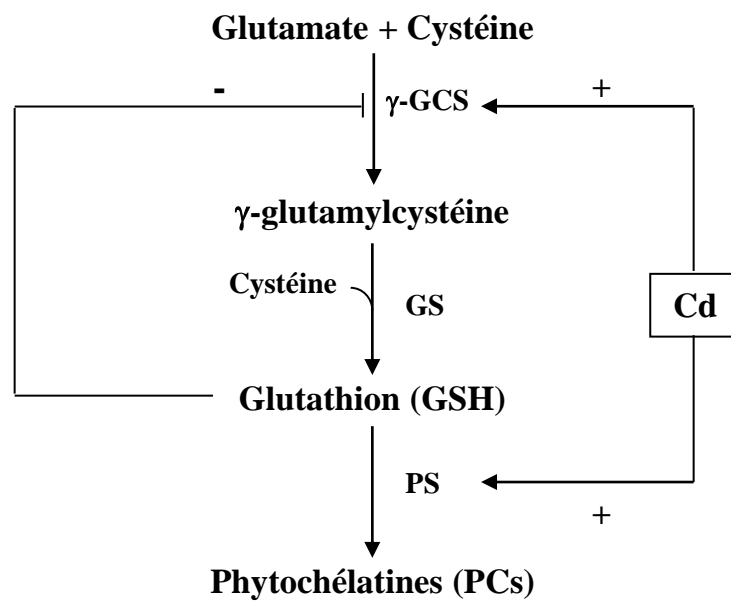 Glutamate + Cystéine
-
γ-GCS
+
γ-glutamylcystéine
Cystéine
GS
Cd
Glutathion (GSH)
PS
+
Phytochélatines (PCs)